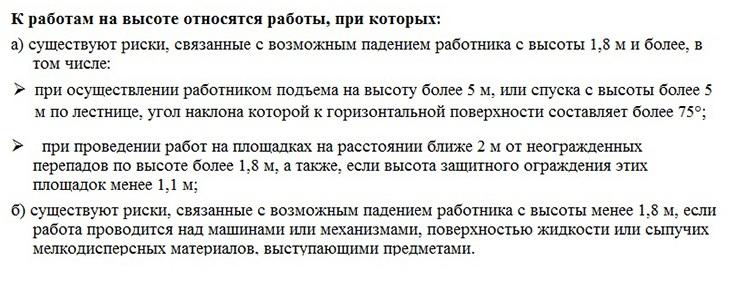 К работам на высоте относятся работы, при которых:
а) существуют риски, связанные с возможным падением работника с высоты 1,8 м и более, в
том числе:
➢ при осуществлении работником подъема на высоту более 5 м, или спуска с высоты более 5
м по лестнице, угол наклона которой к горизонтальной поверхности составляет более 75°;
➢ при проведении работ на площадках на расстоянии ближе 2 м от неогражденных
перепадов по высоте более 1,8 м, а также, если высота защитного ограждения этих
площадок менее 1,1 м;
б) существуют риски, связанные с возможным падением работника с высоты менее 1,8 м, если
работа проводится над машинами или механизмами, поверхностью жидкости или сыпучих
мелкодисперсных материалов, выступающими предметами.